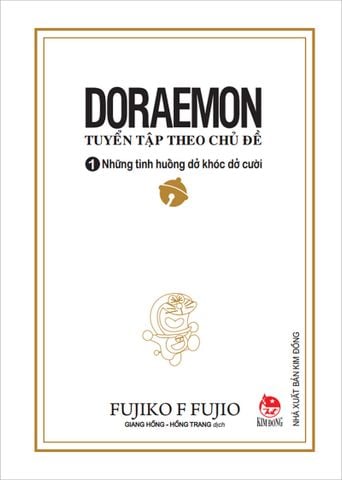 DORAEMON
TUYỂN TẬP THEO CHỦ ĐỀ
1 Những tình huống dở khóc dở cười
FUJIKO F FUJIO
GIANG HỒNG - HỒNG TRANG dịch
KIM ĐỒNG
NHÀ XUẤT BẢN KIM ĐỒNG